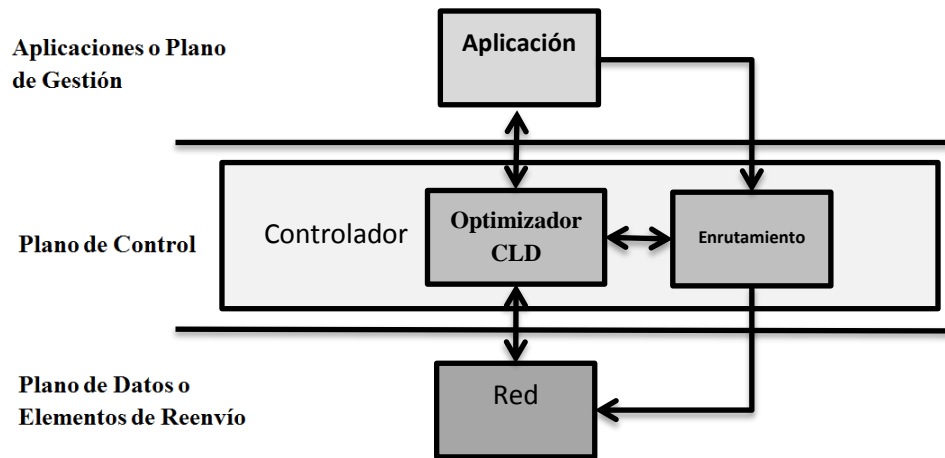 Aplicaciones o Plano
de Gestión
Aplicación
Plano de Control
Controlador
Optimizador
CLD
Enrutamiento
Plano de Datos o
Elementos de Reenvío
Red